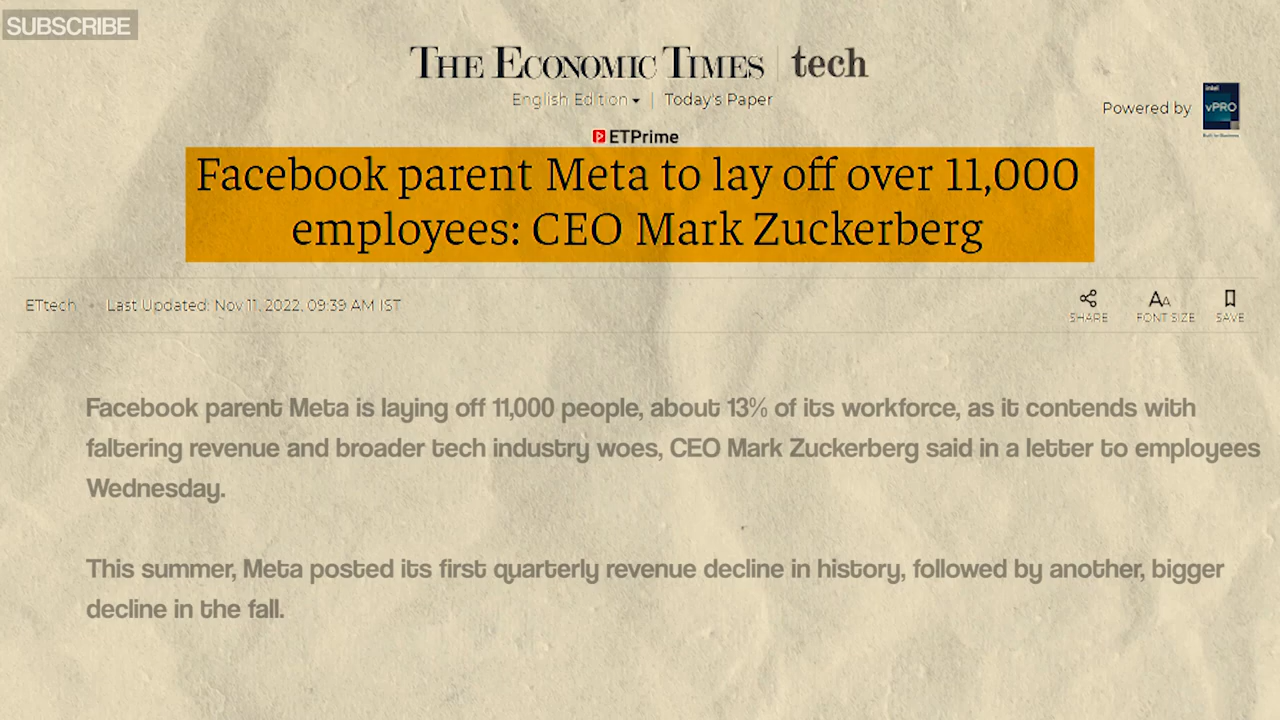 SUBSCRIBE
THE ECONOMIC TIMES | tech
English Edition | Today's Paper
Powered by
intel
vPRO
Built for Business
ETPrime
Facebook parent Meta to lay off over 11,000
employees: CEO Mark Zuckerberg
ETtech • Last Updated: Nov 11, 2022, 09:39 AM IST
SHARE FONT SIZE SAVE
Facebook parent Meta is laying off 11,000 people, about 13% of its workforce, as it contends with
faltering revenue and broader tech industry woes, CEO Mark Zuckerberg said in a letter to employees
Wednesday.
This summer, Meta posted its first quarterly revenue decline in history, followed by another, bigger
decline in the fall.